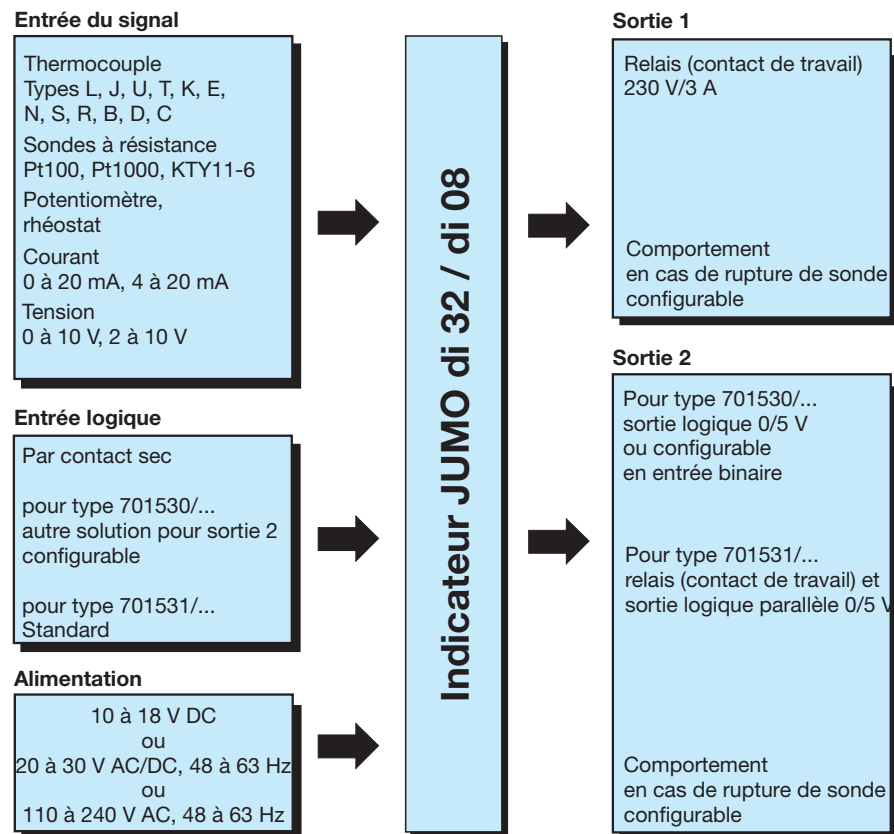 Entrée du signal
Thermocouple
Types L, J, U, T, K, E,
N, S, R, B, D, C
Sondes à résistance
Pt100, Pt1000, KTY11-6
Potentiomètre,
rhéostat
Courant
0 à 20 mA, 4 à 20 mA
Tension
0 à 10 V, 2 à 10 V
Entrée logique
Par contact sec
pour type 701530/...
autre solution pour sortie 2
configurable
pour type 701531/...
Standard
Alimentation
10 à 18 V DC
ou
20 à 30 V AC/DC, 48 à 63 Hz
ou
110 à 240 V AC, 48 à 63 Hz
Indicateur JUMO di 32 / di 08
Sortie 1
Relais (contact de travail)
230 V/3 A
Comportement
en cas de rupture de sonde
configurable
Sortie 2
Pour type 701530/...
sortie logique 0/5 V
ou configurable
en entrée binaire
Pour type 701531/...
relais (contact de travail) et
sortie logique parallèle 0/5 V
Comportement
en cas de rupture de sonde
configurable